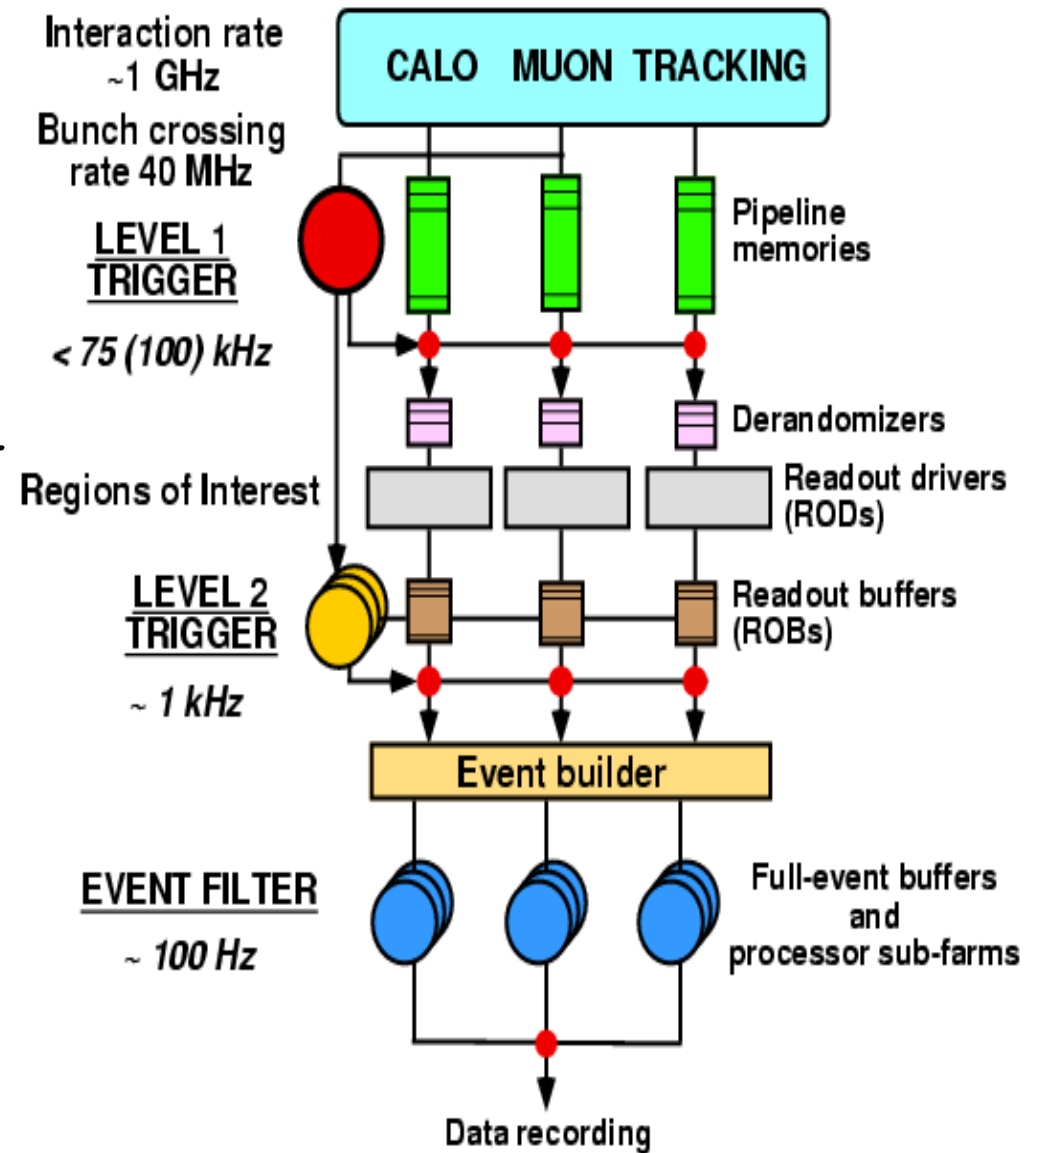 Interaction rate
~1 GHz
Bunch crossing
rate 40 MHz
CALO MUON TRACKING
LEVEL 1
TRIGGER
< 75 (100) kHz
Pipeline
memories
Derandomizers
Regions of Interest
Readout drivers
(RODs)
LEVEL 2
TRIGGER
~ 1 kHz
Readout buffers
(ROBs)
Event builder
EVENT FILTER
~ 100 Hz
Full-event buffers
and
processor sub-farms
Data recording